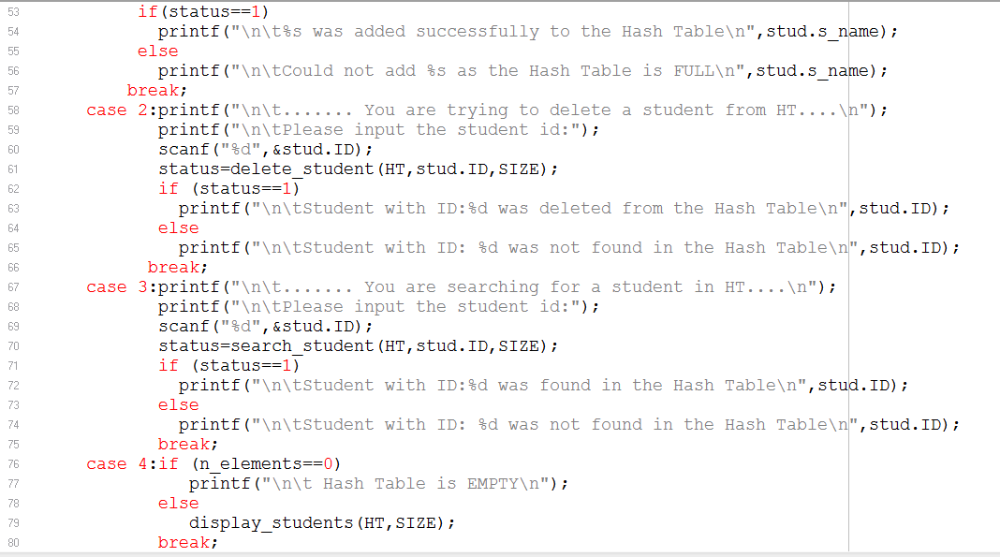 53 if(status==1)
54 printf("\n\t%s was added successfully to the Hash Table\n",stud.s_name);
55 else
56 printf("\n\tCould not add %s as the Hash Table is FULL\n",stud.s_name);
57 break;
58 case 2:printf("\n\t....... You are trying to delete a student from HT....\n");
59 printf("\n\tPlease input the student id:");
60 scanf("%d",&stud.ID);
61 status=delete_student(HT,stud.ID,SIZE);
62 if (status==1)
63 printf("\n\tStudent with ID:%d was deleted from the Hash Table\n",stud.ID);
64 else
65 printf("\n\tStudent with ID: %d was not found in the Hash Table\n",stud.ID);
66 break;
67 case 3:printf("\n\t....... You are searching for a student in HT....\n");
68 printf("\n\tPlease input the student id:");
69 scanf("%d",&stud.ID);
70 status=search_student(HT,stud.ID,SIZE);
71 if (status==1)
72 printf("\n\tStudent with ID:%d was found in the Hash Table\n",stud.ID);
73 else
74 printf("\n\tStudent with ID: %d was not found in the Hash Table\n",stud.ID);
75 break;
76 case 4:if (n_elements==0)
77 printf("\n\t Hash Table is EMPTY\n");
78 else
79 display_students(HT,SIZE);
80 break;